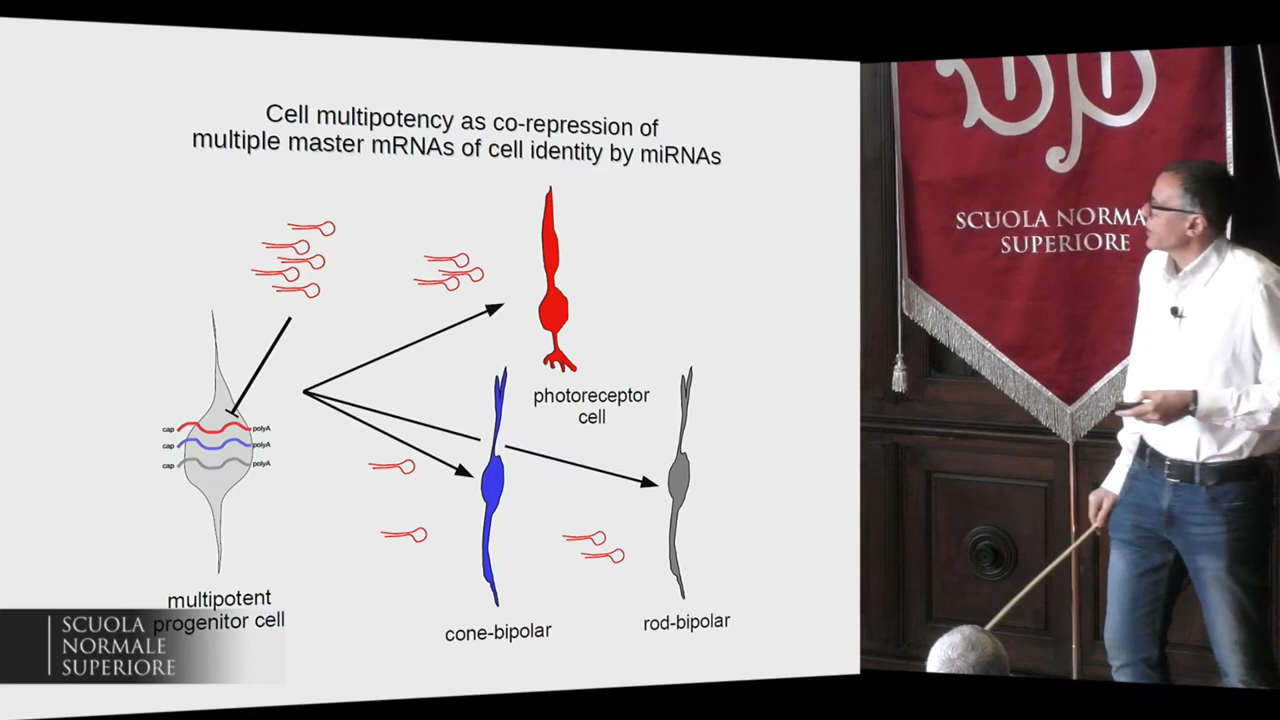 Cell multipotency as co-repression of
multiple master mRNAs of cell identity by miRNAs
photoreceptor
cell
cap polyA
cap polyA
cap polyA
multipotent
progenitor cell
cone-bipolar
rod-bipolar
SCUOLA
NORMALE
SUPERIORE
SCUOLA NORMA
SUPERIORE